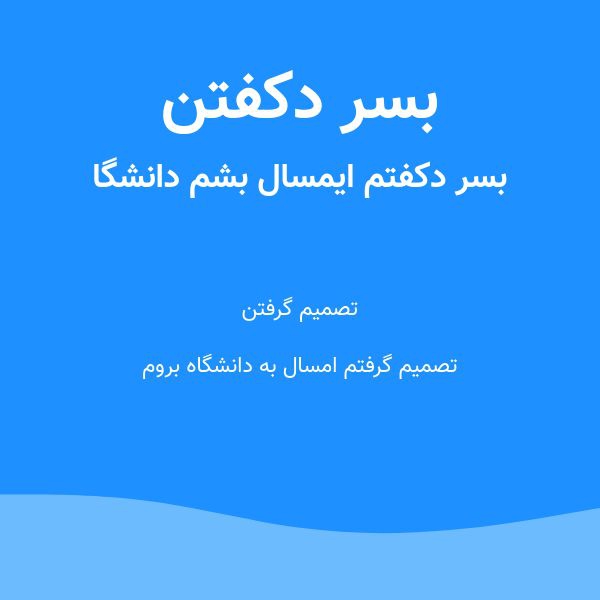 بسر دکفتن
بسر دکفتم ایمسال بشم دانشگا
تصمیم گرفتن
تصمیم گرفتم امسال به دانشگاه بروم